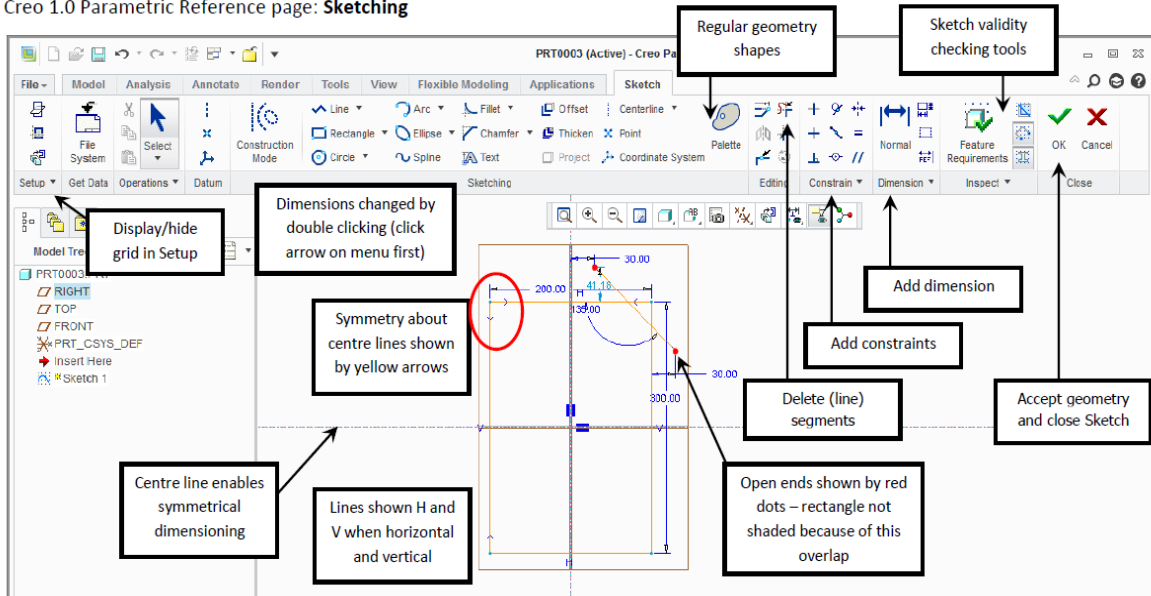 Creo 1.0 Parametric Reference page: Sketching
Regular geometry
shapes
Sketch validity
checking tools
PRT0003 (Active) - Creo Pa
File Model Analysis Annotate Render Tools View Flexible Modeling Applications Sketch
Line Arc Fillet Offset Centerline
Rectangle Ellipse Chamfer Thicken Point
Circle Spline Text Project Coordinate System
File
System
Select
Construction
Mode
Palette
Normal
Feature
Requirements
OK Cancel
Setup Get Data Operations Datum Sketching Editing Constrain Dimension Inspect Close
Display/hide
grid in Setup
Dimensions changed by
double clicking (click
arrow on menu first)
Model Tre
PRT0003.PRT
RIGHT
TOP
FRONT
PRT_CSYS_DEF
Insert Here
Sketch 1
30.00
200.00
H
41.18
135.00
30.00
300.00
V
V
H
Symmetry about
centre lines shown
by yellow arrows
Add dimension
Add constraints
Delete (line)
segments
Accept geometry
and close Sketch
Centre line enables
symmetrical
dimensioning
Lines shown H and
V when horizontal
and vertical
Open ends shown by red
dots – rectangle not
shaded because of this
overlap